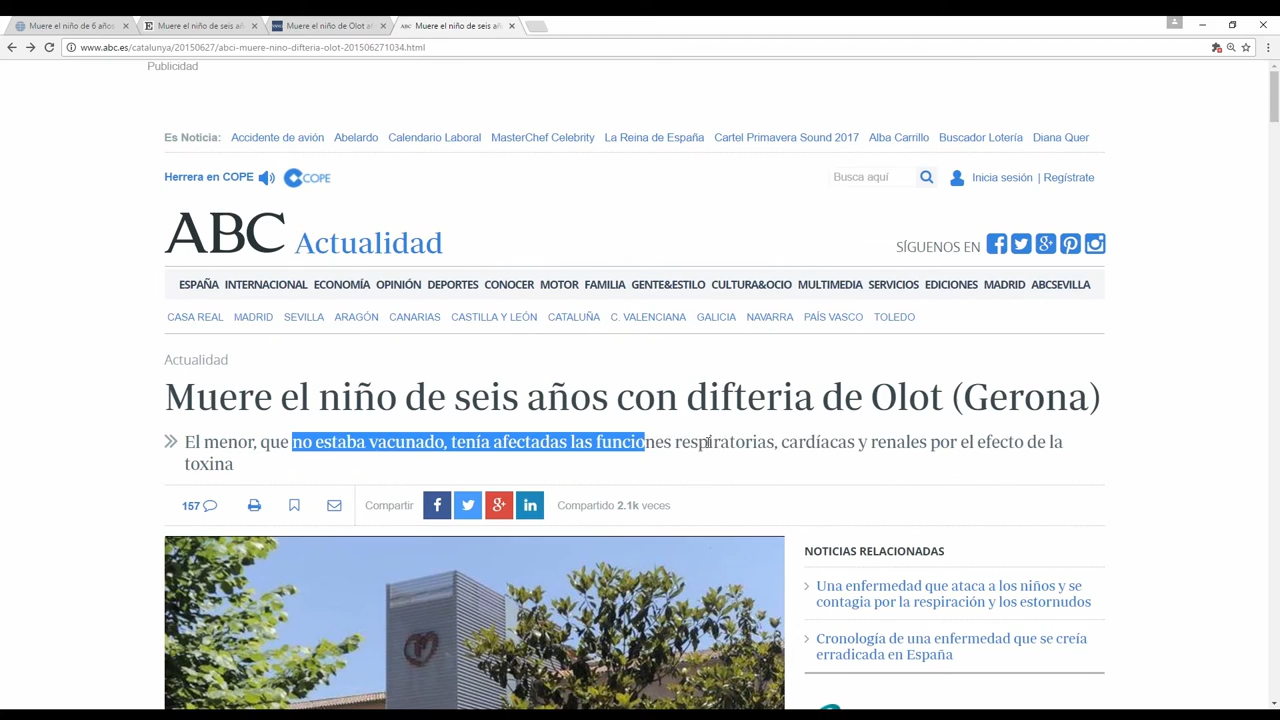 Muere el niño de 6 años
Muere el niño de seis añ
Muere el niño de Olot a
ABC Muere el niño de seis añ
www.abc.es/catalunya/20150627/abci-muere-nino-difteria-olot-201506271034.html
Publicidad
Es Noticia: Accidente de avión Abelardo Calendario Laboral MasterChef Celebrity La Reina de España Cartel Primavera Sound 2017 Alba Carrillo Buscador Lotería Diana Quer
Herrera en COPE COPE Busca aquí Inicia sesión | Regístrate
ABC Actualidad SÍGUENOS EN
ESPAÑA INTERNACIONAL ECONOMÍA OPINIÓN DEPORTES CONOCER MOTOR FAMILIA GENTE&ESTILO CULTURA&OCIO MULTIMEDIA SERVICIOS EDICIONES MADRID ABCSEVILLA
CASA REAL MADRID SEVILLA ARAGÓN CANARIAS CASTILLA Y LEÓN CATALUÑA C. VALENCIANA GALICIA NAVARRA PAÍS VASCO TOLEDO
Actualidad
Muere el niño de seis años con difteria de Olot (Gerona)
El menor, que no estaba vacunado, tenía afectadas las funciones respiratorias, cardíacas y renales por el efecto de la
toxina
157 Compartir Compartido 2.1k veces
NOTICIAS RELACIONADAS
Una enfermedad que ataca a los niños y se
contagia por la respiración y los estornudos
Cronología de una enfermedad que se creía
erradicada en España